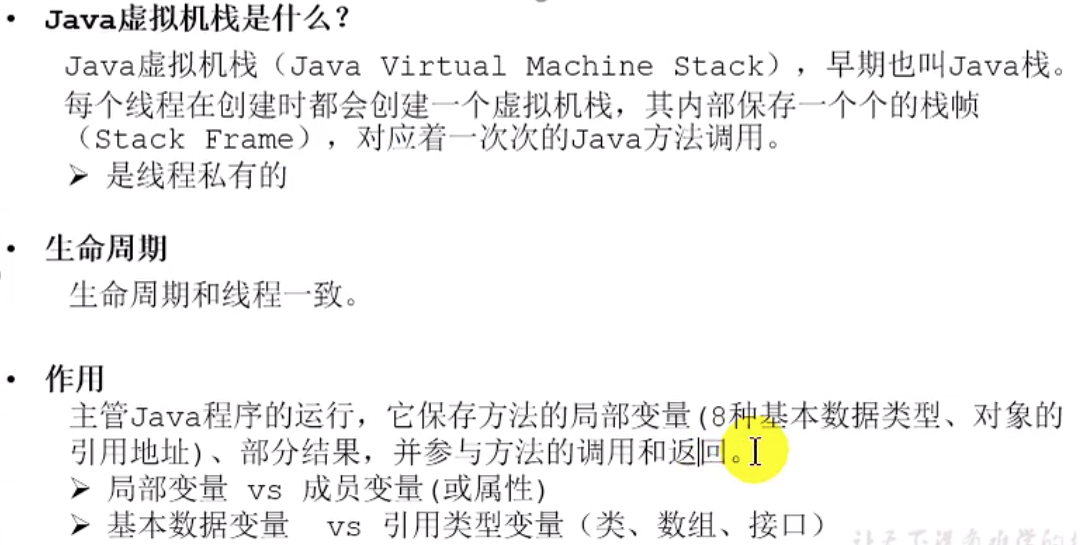 • Java虚拟机栈是什么？
Java虚拟机栈（Java Virtual Machine Stack），早期也叫Java栈。
每个线程在创建时都会创建一个虚拟机栈，其内部保存一个个的栈帧
（Stack Frame），对应着一次次的Java方法调用。
➢ 是线程私有的
• 生命周期
生命周期和线程一致。
• 作用
主管Java程序的运行，它保存方法的局部变量(8种基本数据类型、对象的
引用地址)、部分结果，并参与方法的调用和返回。
➢ 局部变量 vs 成员变量(或属性)
➢ 基本数据变量 vs 引用类型变量（类、数组、接口）